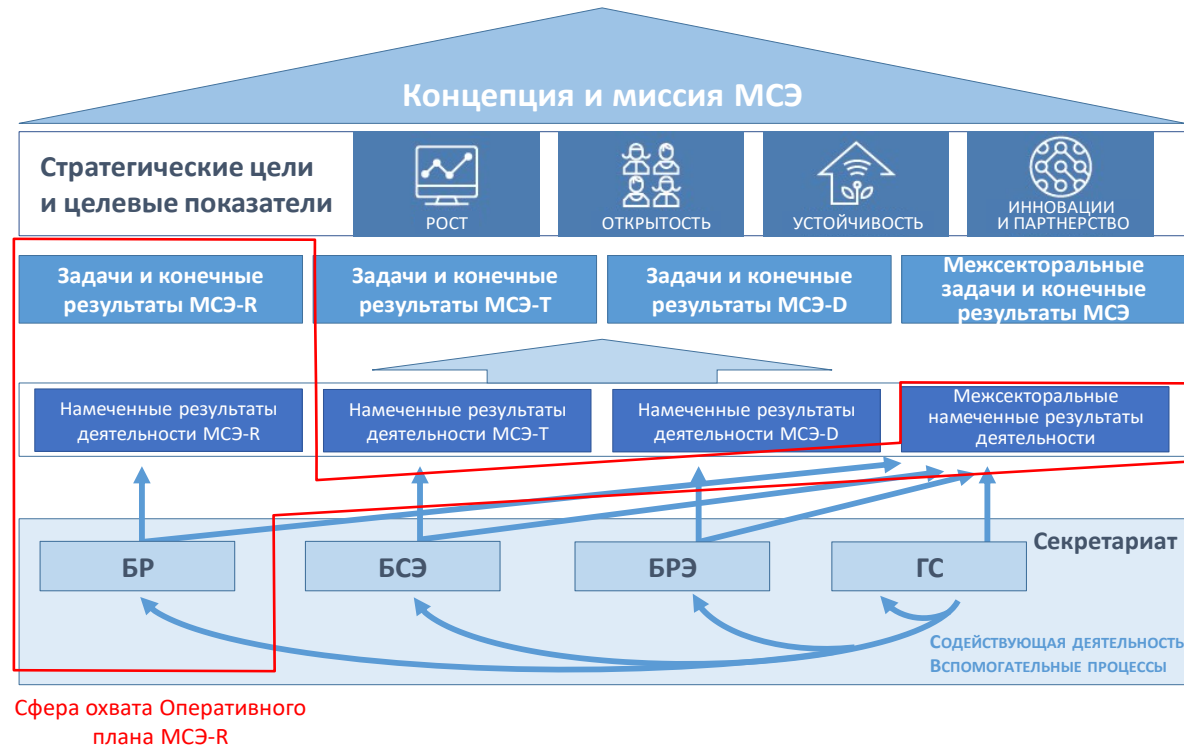 Концепция и миссия МСЭ
Стратегические цели
и целевые показатели
РОСТ
ОТКРЫТОСТЬ
УСТОЙЧИВОСТЬ
ИННОВАЦИИ
И ПАРТНЕРСТВО
Задачи и конечные
результаты МСЭ-R
Задачи и конечные
результаты МСЭ-T
Задачи и конечные
результаты МСЭ-D
Межсекторальные
задачи и конечные
результаты МСЭ
Намеченные результаты
деятельности МСЭ-R
Намеченные результаты
деятельности МСЭ-T
Намеченные результаты
деятельности МСЭ-D
Межсекторальные
намеченные результаты
деятельности
Секретариат
БР
БСЭ
БРЭ
ГС
СОДЕЙСТВУЮЩАЯ ДЕЯТЕЛЬНОСТЬ
ВСПОМОГАТЕЛЬНЫЕ ПРОЦЕССЫ
Сфера охвата Оперативного
плана МСЭ-R